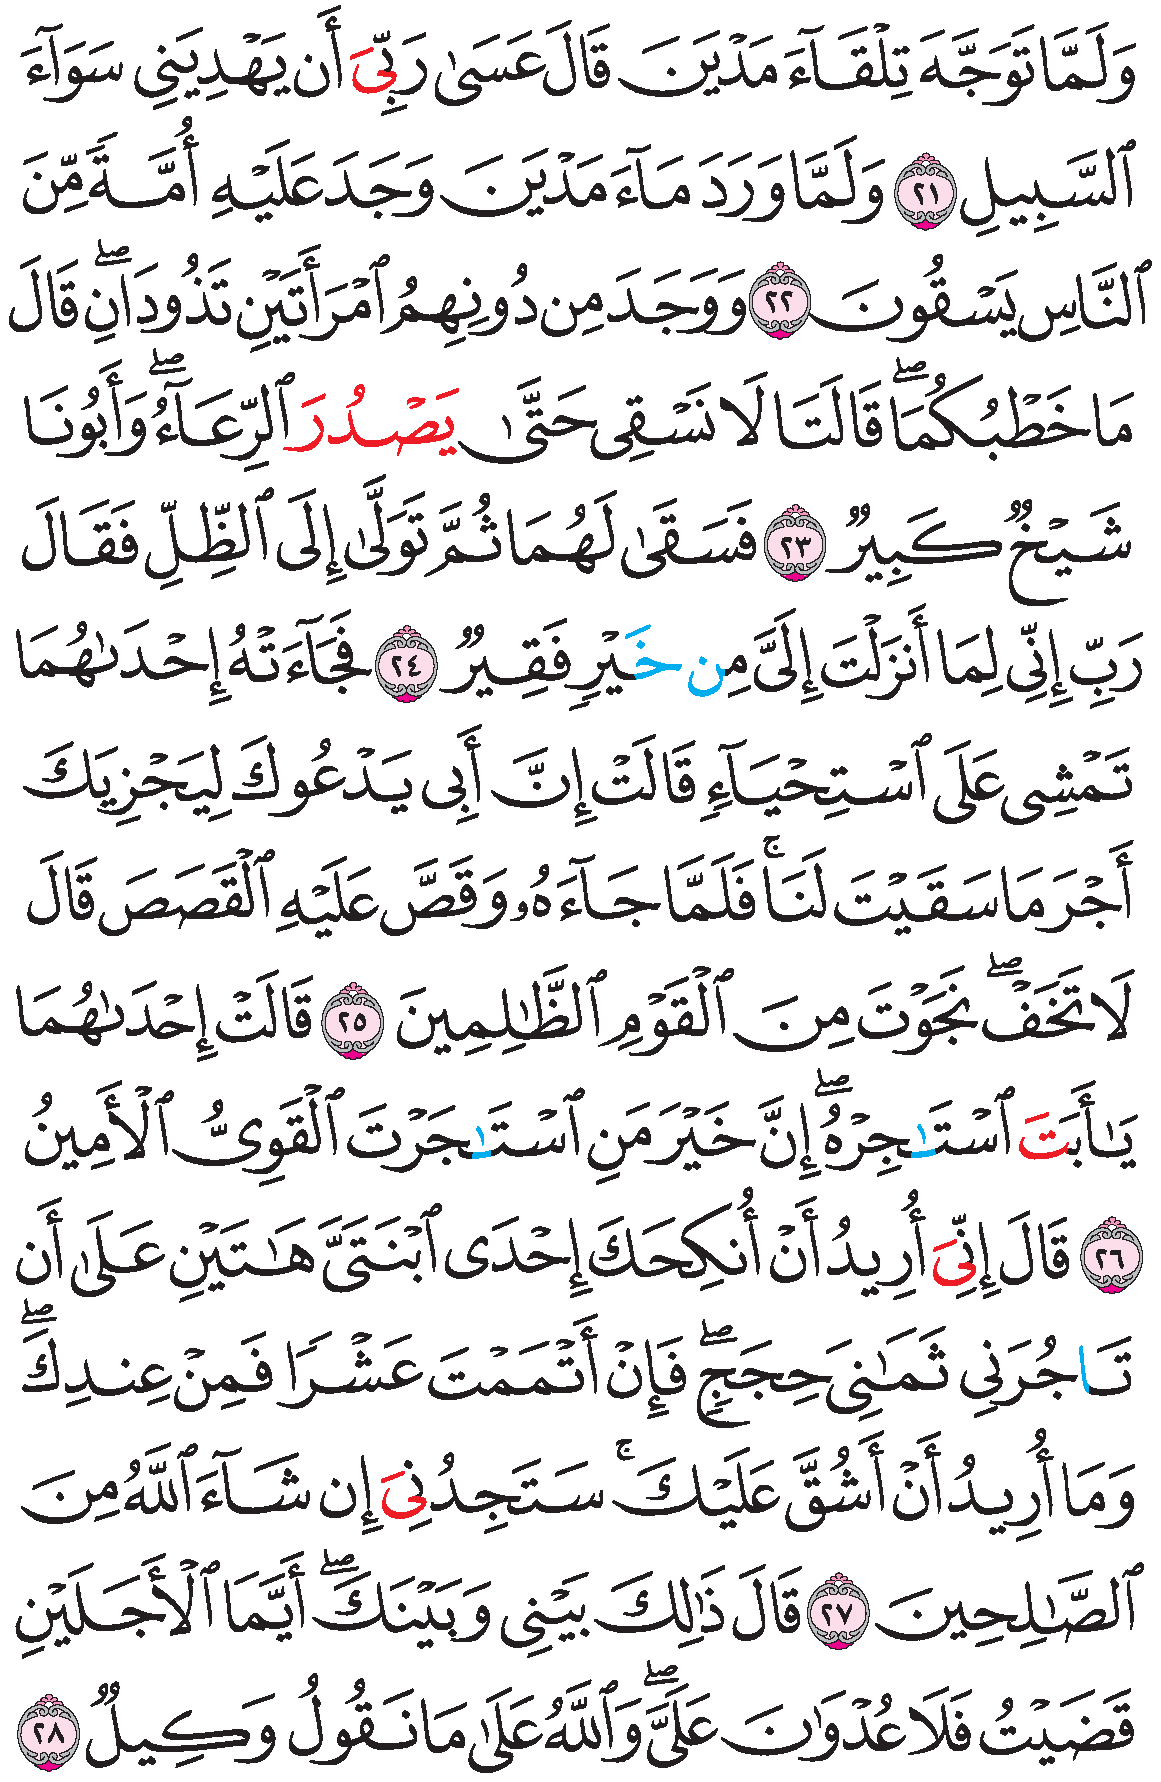 وَلَمَّا تَوَجَّهَ تِلْقَآءَ مَدْيَنَ قَالَ عَسَىٰ رَبِّيَ أَن يَهْدِيَنِي سَوَآءَ
ٱلسَّبِيلِ ٢١ وَلَمَّا وَرَدَ مَآءَ مَدْيَنَ وَجَدَ عَلَيْهِ أُمَّةً مِّنَ
ٱلنَّاسِ يَسْقُونَ ٢٢ وَوَجَدَ مِن دُونِهِمُ ٱمْرَأَتَيْنِ تَذُودَانِۖ قَالَ
مَا خَطْبُكُمَاۖ قَالَتَا لَا نَسْقِي حَتَّىٰ يَصْدُرَ ٱلرِّعَآءُۖ وَأَبُونَا
شَيْخٌ كَبِيرٌ ٢٣ فَسَقَىٰ لَهُمَا ثُمَّ تَوَلَّىٰ إِلَى ٱلظِّلِّ فَقَالَ
رَبِّ إِنِّي لِمَا أَنزَلْتَ إِلَيَّ مِن خَيْرٍ فَقِيرٌ ٢٤ فَجَآءَتْهُ إِحْدَىٰهُمَا
تَمْشِي عَلَى ٱسْتِحْيَآءٍ قَالَتْ إِنَّ أَبِي يَدْعُوكَ لِيَجْزِيَكَ
أَجْرَ مَا سَقَيْتَ لَنَاۚ فَلَمَّا جَآءَهُۥ وَقَصَّ عَلَيْهِ ٱلْقَصَصَ قَالَ
لَا تَخَفْۖ نَجَوْتَ مِنَ ٱلْقَوْمِ ٱلظَّٰلِمِينَ ٢٥ قَالَتْ إِحْدَىٰهُمَا
يَٰأَبَتَ ٱسْتَٰجِرْهُۖ إِنَّ خَيْرَ مَنِ ٱسْتَٰجَرْتَ ٱلْقَوِيُّ ٱلْأَمِينُ
٢٦ قَالَ إِنِّيَ أُرِيدُ أَنْ أُنكِحَكَ إِحْدَى ٱبْنَتَيَّ هَٰتَيْنِ عَلَىٰ أَن
تَاجُرَنِي ثَمَٰنِيَ حِجَجٍۖ فَإِنْ أَتْمَمْتَ عَشْرًا فَمِنْ عِندِكَۖ
وَمَا أُرِيدُ أَنْ أَشُقَّ عَلَيْكَۚ سَتَجِدُنِيَ إِن شَآءَ ٱللَّهُ مِنَ
ٱلصَّٰلِحِينَ ٢٧ قَالَ ذَٰلِكَ بَيْنِي وَبَيْنَكَۖ أَيَّمَا ٱلْأَجَلَيْنِ
قَضَيْتُ فَلَا عُدْوَٰنَ عَلَيَّۖ وَٱللَّهُ عَلَىٰ مَا نَقُولُ وَكِيلٌ ٢٨